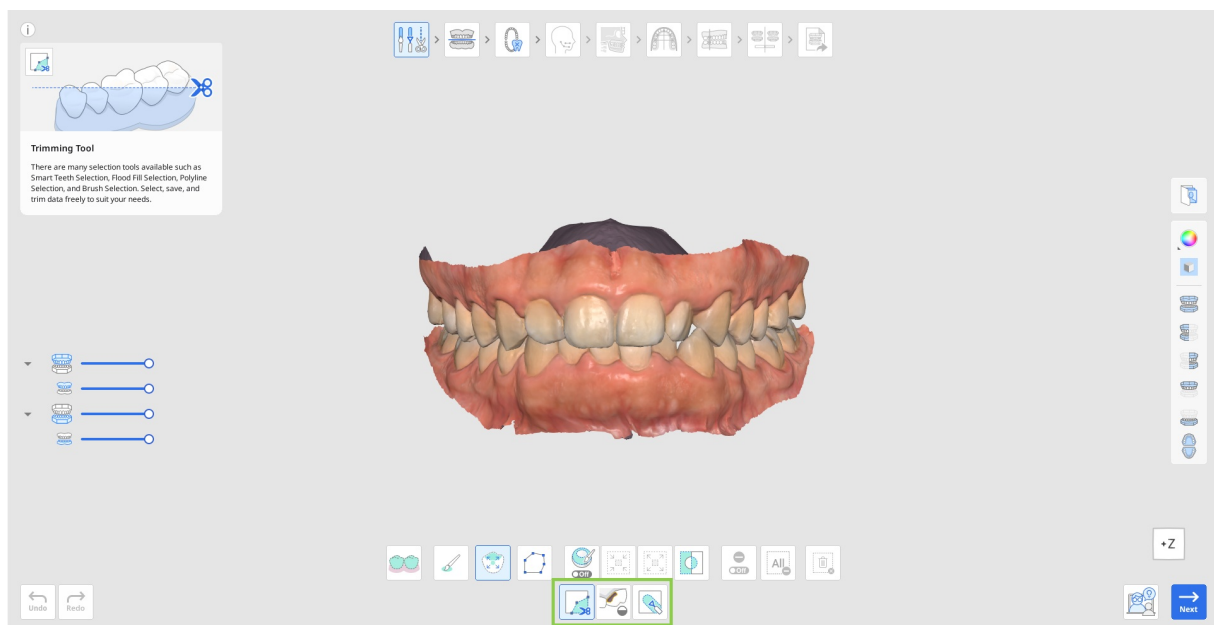 Trimming Tool
There are many selection tools available such as
Smart Teeth Selection, Flood Fill Selection, Polyline
Selection, and Brush Selection. Select, save, and
trim data freely to suit your needs.
+Z
Off
Off
All
Undo
Redo
Next